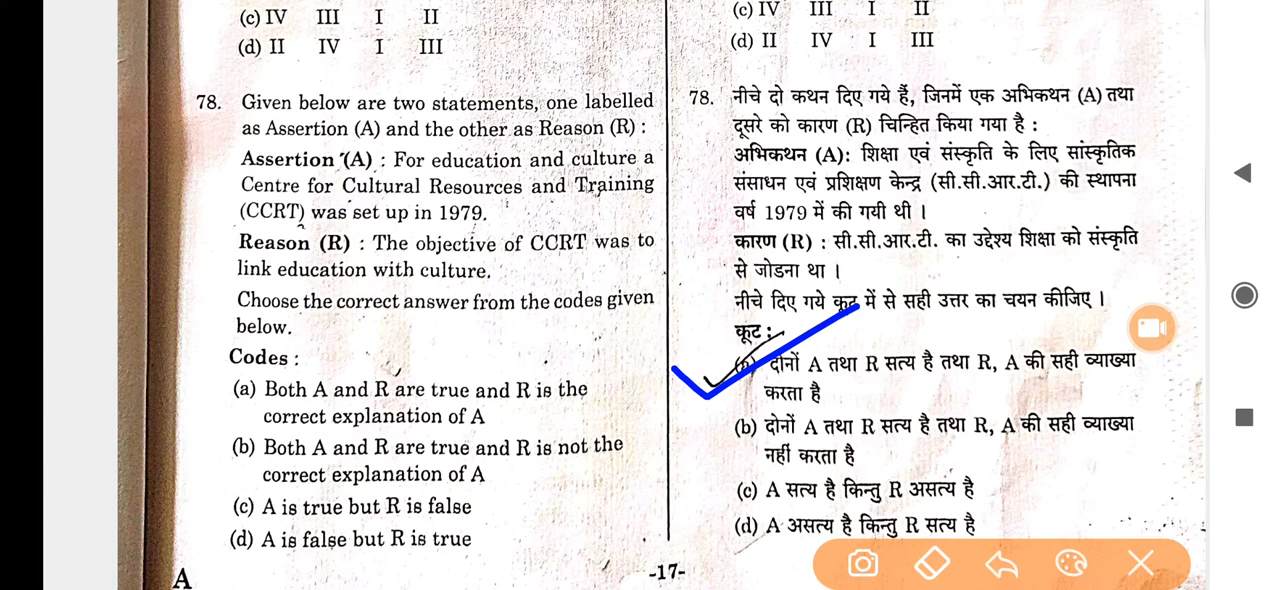 (c) IV III I II
(d) II IV I III
78. Given below are two statements, one labelled
as Assertion (A) and the other as Reason (R) :
Assertion (A) : For education and culture a
Centre for Cultural Resources and Training
(CCRT) was set up in 1979.
Reason (R) : The objective of CCRT was to
link education with culture.
Choose the correct answer from the codes given
below.
Codes :
(a) Both A and R are true and R is the
correct explanation of A
(b) Both A and R are true and R is not the
correct explanation of A
(c) A is true but R is false
(d) A is false but R is true
(c) IV III I II
(d) II IV I III
78. नीचे दो कथन दिए गये हैं, जिनमें एक अभिकथन (A) तथा
दूसरे को कारण (R) चिन्हित किया गया है :
अभिकथन (A): शिक्षा एवं संस्कृति के लिए सांस्कृतिक
संसाधन एवं प्रशिक्षण केन्द्र (सी.सी.आर.टी.) की स्थापना
वर्ष 1979 में की गयी थी ।
कारण (R) : सी.सी.आर.टी. का उद्देश्य शिक्षा को संस्कृति
से जोडना था ।
नीचे दिए गये कूट में से सही उत्तर का चयन कीजिए ।
कूट :
(a) दोनों A तथा R सत्य है तथा R, A की सही व्याख्या
करता है
(b) दोनों A तथा R सत्य है तथा R, A की सही व्याख्या
नहीं करता है
(c) A सत्य है किन्तु R असत्य है
(d) A असत्य है किन्तु R सत्य है
A
-17-